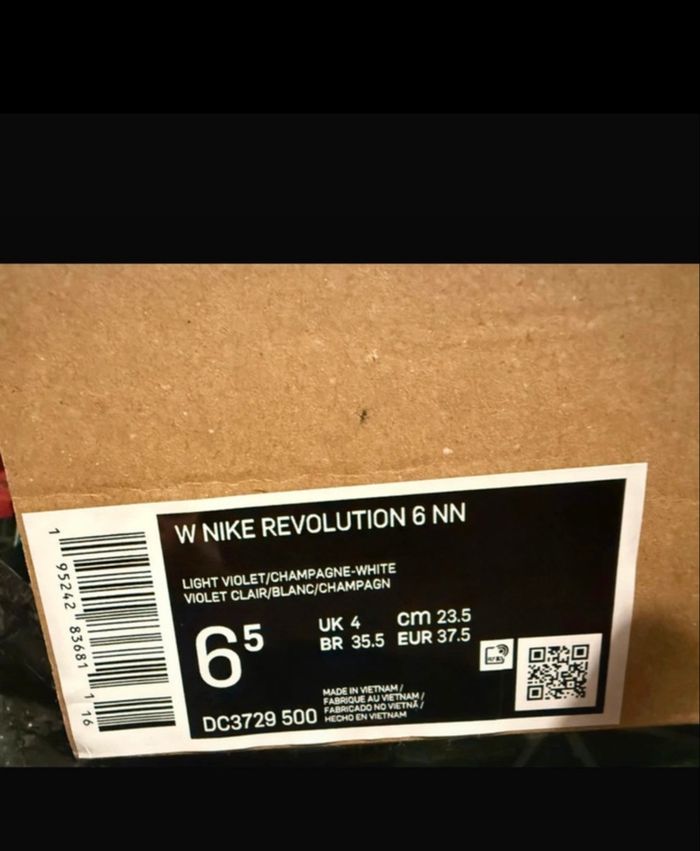 W NIKE REVOLUTION 6 NN
LIGHT VIOLET/CHAMPAGNE-WHITE
VIOLET CLAIR/BLANC/CHAMPAGN
6⁵
UK 4 cm 23.5
BR 35.5 EUR 37.5
DC3729 500
MADE IN VIETNAM /
FABRIQUE AU VIETNAM /
FABRICADO NO VIETNÃ /
HECHO EN VIETNAM
1 95242 83681 1 16